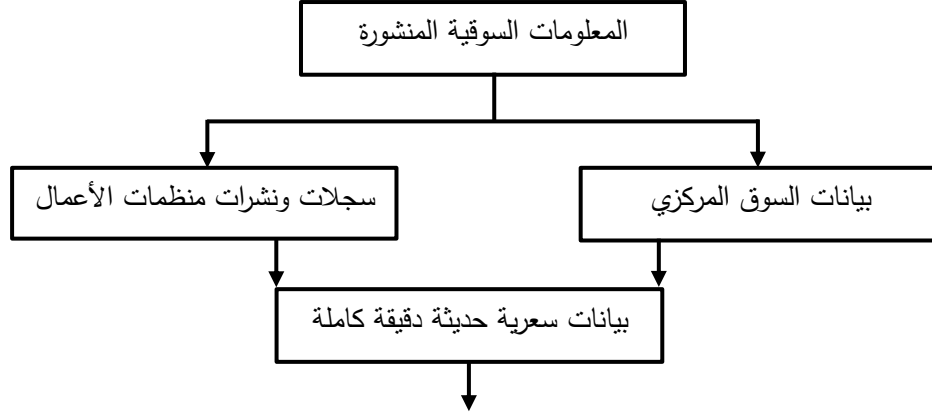 المعلومات السوقية المنشورة
بيانات السوق المركزي
سجلات ونشرات منظمات الأعمال
بيانات سعرية حديثة دقيقة كاملة